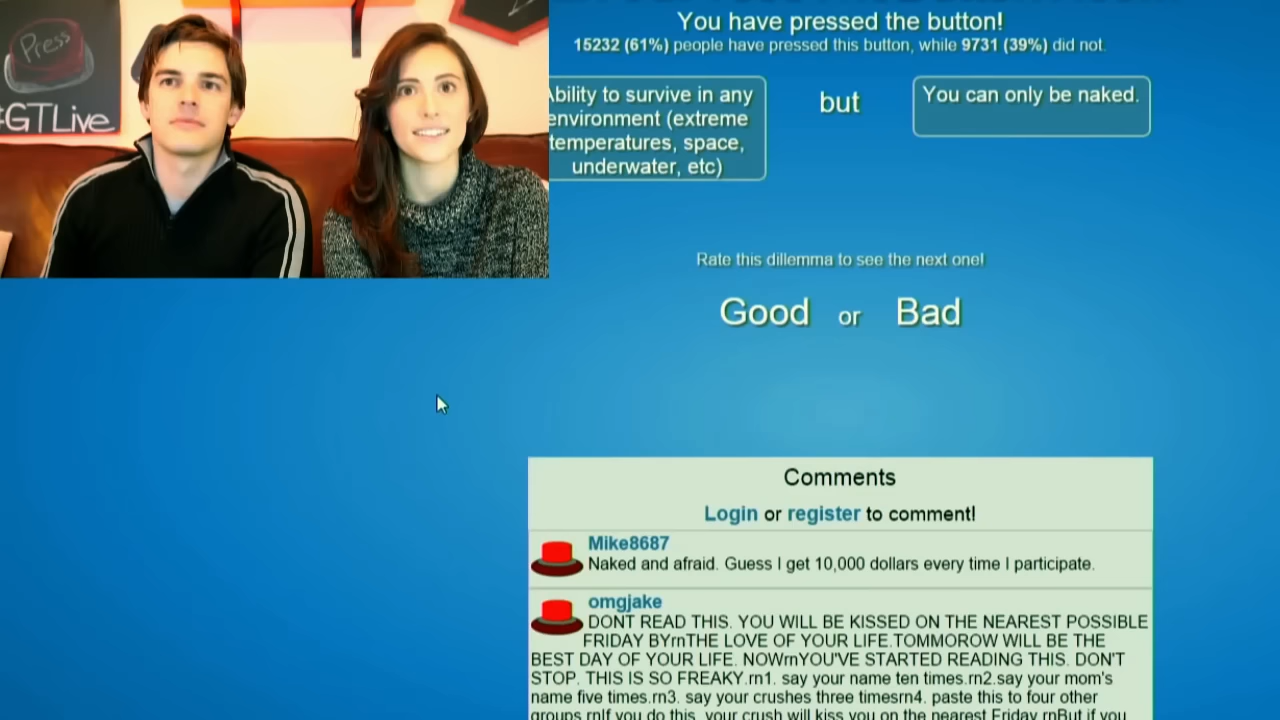 Press
#GTLive
You have pressed the button!
15232 (61%) people have pressed this button, while 9731 (39%) did not.
Ability to survive in any
environment (extreme
temperatures, space,
underwater, etc)
but
You can only be naked.
Rate this dillemma to see the next one!
Good or Bad
Comments
Login or register to comment!
Mike8687
Naked and afraid. Guess I get 10,000 dollars every time I participate.
omgjake
DONT READ THIS. YOU WILL BE KISSED ON THE NEAREST POSSIBLE
FRIDAY BYrnTHE LOVE OF YOUR LIFE.TOMMOROW WILL BE THE
BEST DAY OF YOUR LIFE. NOWrnYOU'VE STARTED READING THIS. DON'T
STOP. THIS IS SO FREAKY.rn1. say your name ten times.rn2.say your mom's
name five times.rn3. say your crushes three timesrn4. paste this to four other
groups.rnIf you do this, your crush will kiss you on the nearest Friday.rnBut if you